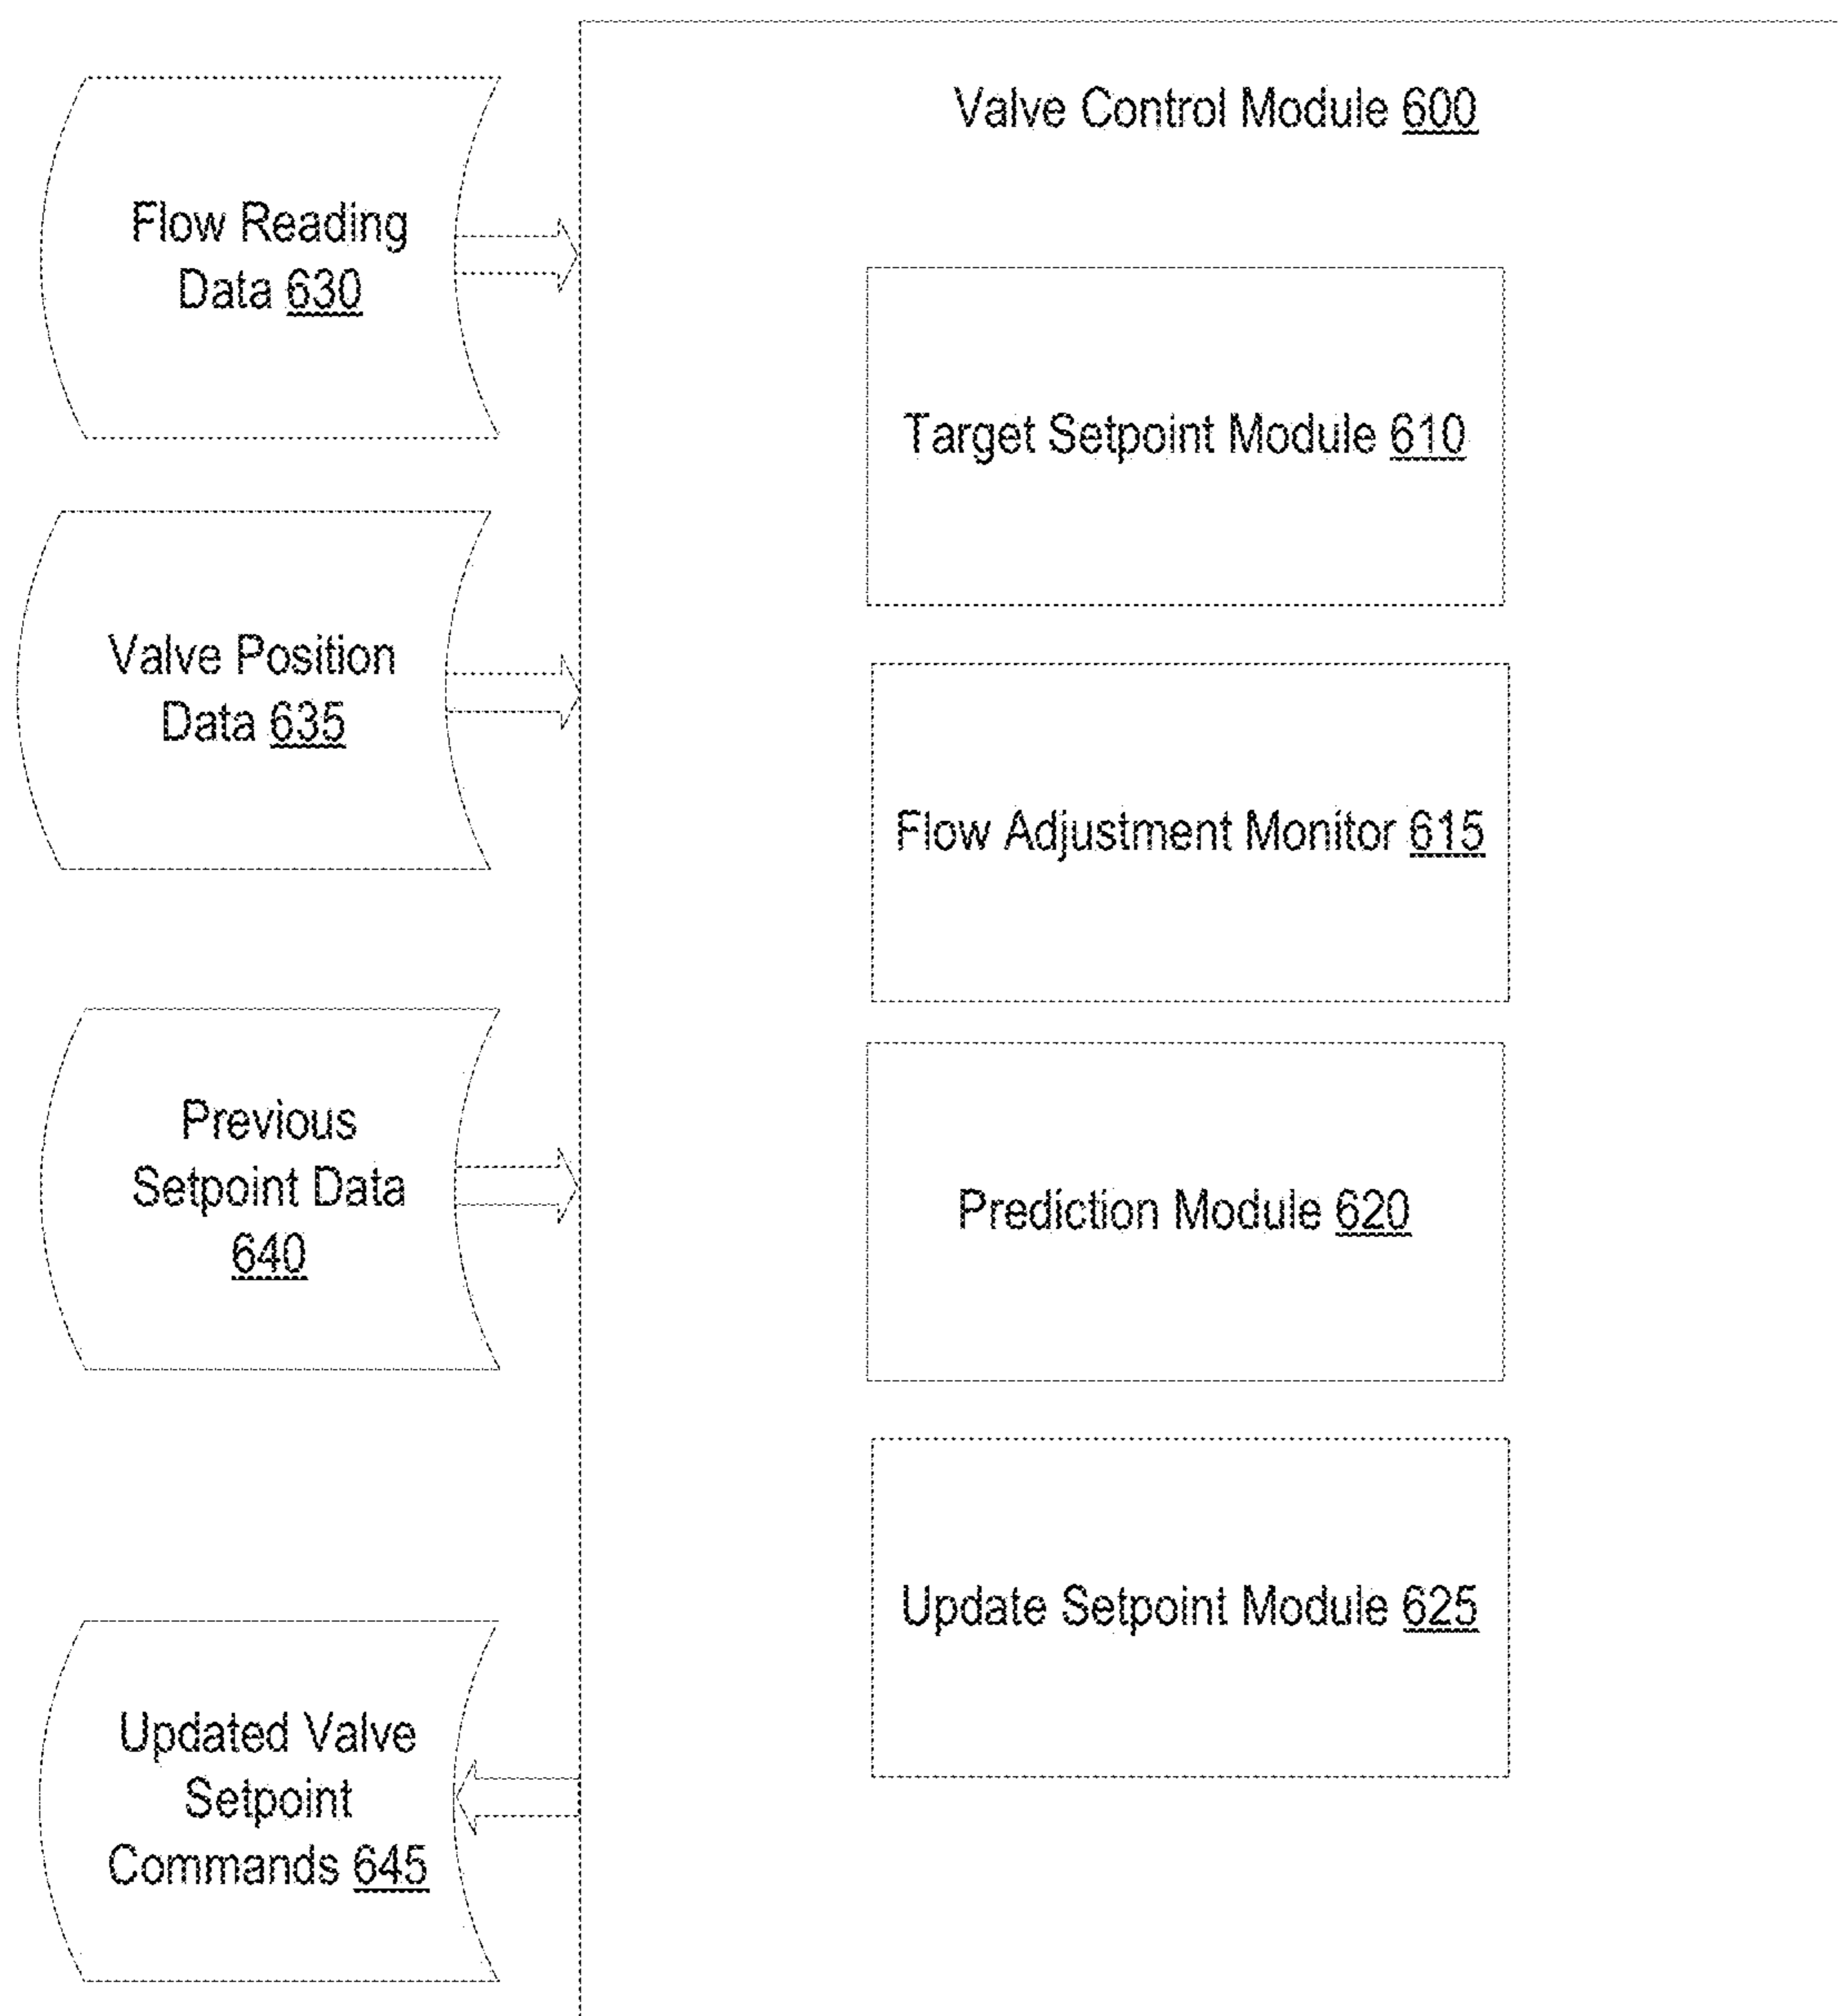 Valve Control Module 600
Flow Reading
Data 630
Target Setpoint Module 610
Valve Position
Data 635
Flow Adjustment Monitor 615
Previous
Setpoint Data
640
Prediction Module 620
Update Setpoint Module 625
Updated Valve
Setpoint
Commands 645